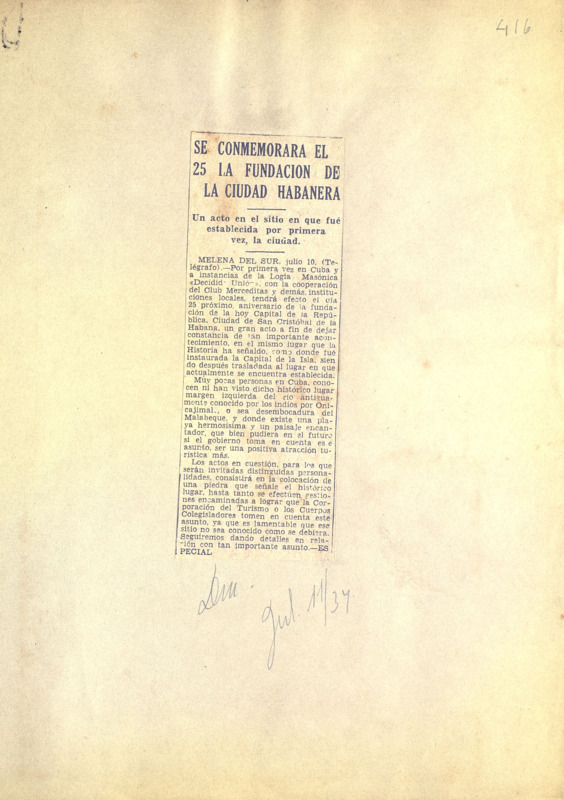 416
SE CONMEMORARA EL
25 LA FUNDACION DE
LA CIUDAD HABANERA
Un acto en el sitio en que fué
establecida por primera
vez, la ciudad.
MELENA DEL SUR, julio 10. (Te-
légrafo).—Por primera vez en Cuba y
a instancias de la Logia Masónica
«Decidid Unión», con la cooperación
del Club Merceditas y demás institu-
ciones locales, tendrá efecto el día
25 próximo, aniversario de la funda-
ción de la hoy Capital de la Repú-
blica, Ciudad de San Cristóbal de la
Habana, un gran acto a fin de dejar
constancia de tan importante acon-
tecimiento, en el mismo lugar que la
Historia ha señaldo, como donde fué
instaurada la Capital de la Isla, sien
do después trasladada al lugar en que
actualmente se encuentra establecida.
Muy pocas personas en Cuba, cono-
cen ni han visto dicho histórico lugar
margen izquierda del río antigua-
mente conocido por los indios por Oni-
cajimal., o sea desembocadura del
Mayabeque, y donde existe una pla-
ya hermosísima y un paisaje encan-
tador, que bien pudiera en el futuro
si el gobierno toma en cuenta es e
asunto, ser una positiva atracción tu-
rística más.
Los actos en cuestión, para los que
serán invitadas distinguidas persona-
lidades, consistirá en la colocación de
una piedra que señale el histórico
lugar, hasta tanto se efectúen gestio-
nes encaminadas a lograr que la Cor-
poración del Turismo o los Cuerpos
Colegisladores tomen en cuenta este
asunto, ya que es lamentable que ese
sitio no sea conocido como se debiera.
Seguiremos dando detalles en rela-
ción con tan importante asunto.—ES
PECIAL
Jul. 11/37